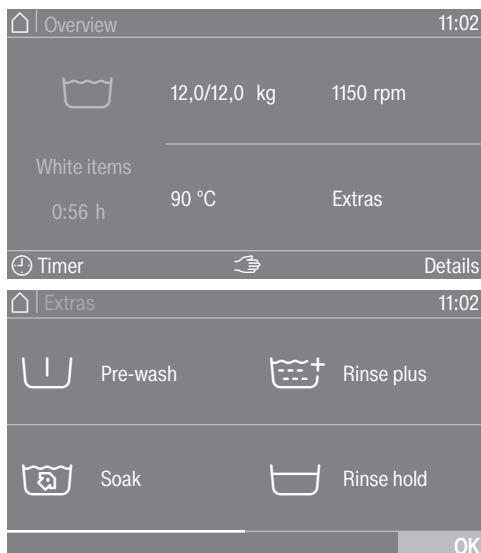 Overview 11:02
12,0/12,0 kg 1150 rpm
White items
90 °C Extras
0:56 h
Timer Details
Extras 11:02
Pre-wash Rinse plus
Soak Rinse hold
OK